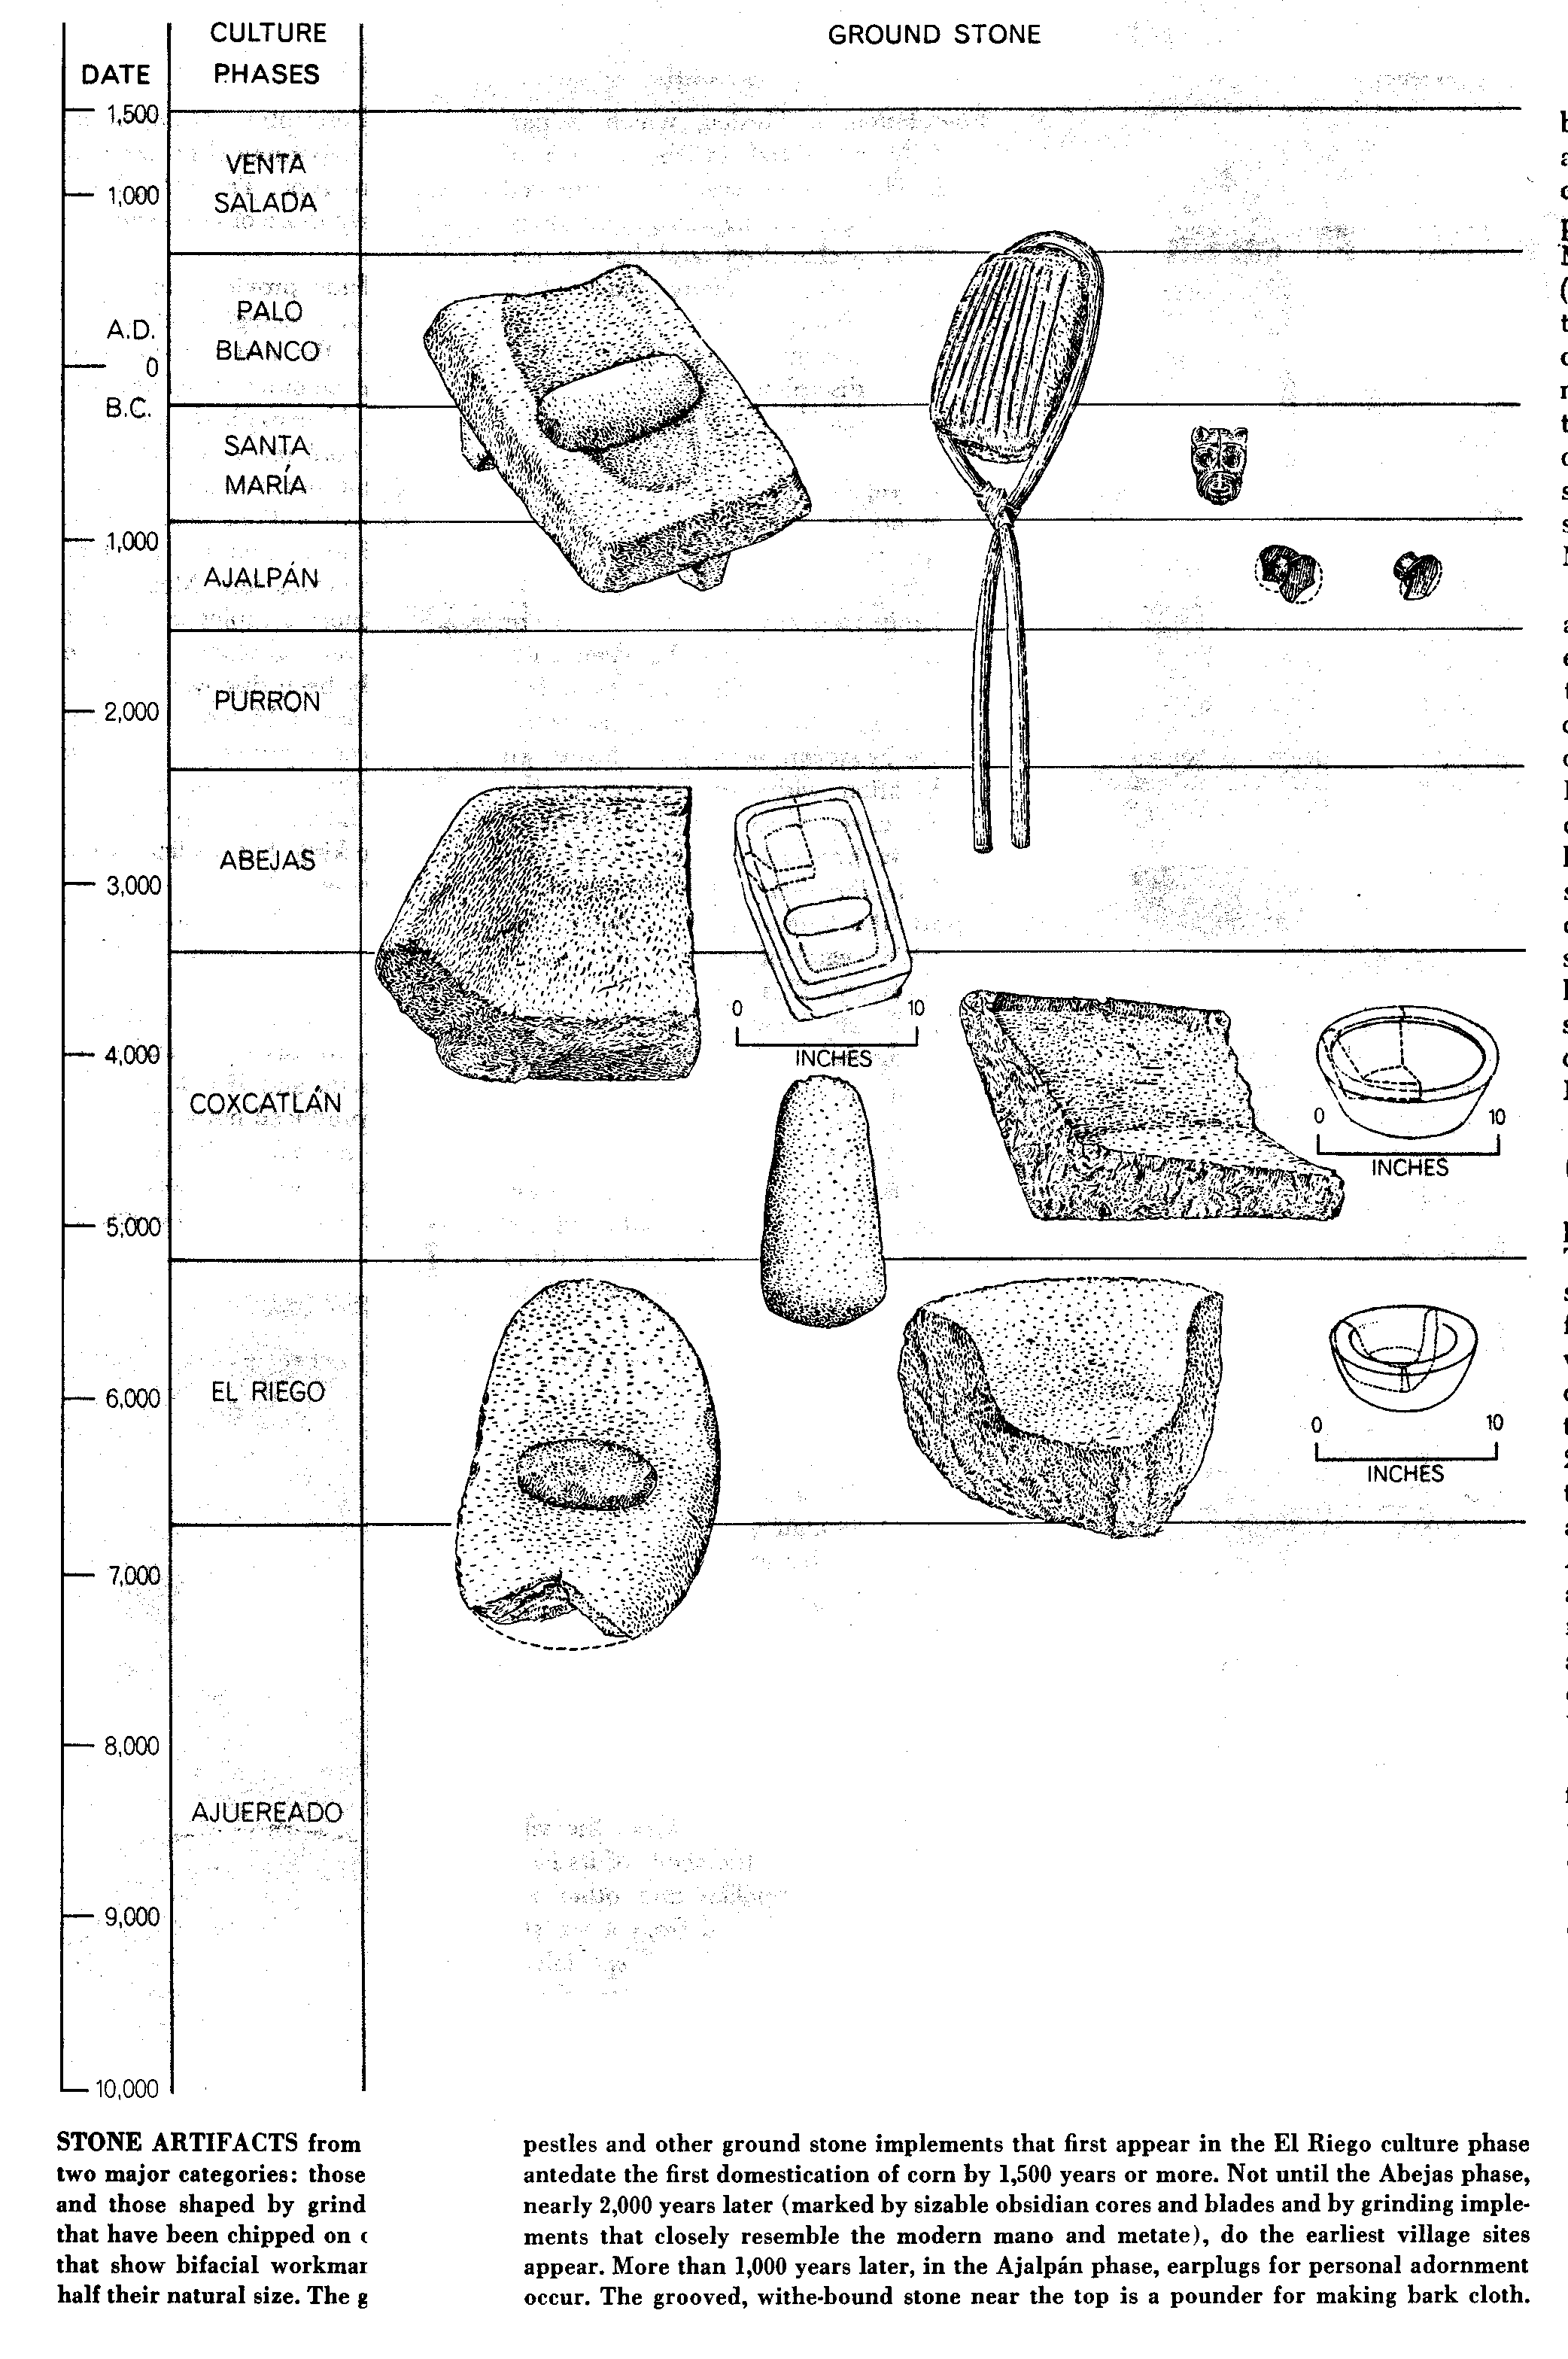 CULTURE
GROUND STONE
DATE
PHASES
1,500
VENTA
1,000
SALADA
PALO
A.D.
BLANCO
0
B.C.
SANTA
MARÍA
1,000
AJALPÁN
PURRON
2,000
ABEJAS
3,000
0 10
INCHES
4,000
COXCATLÁN
0 10
INCHES
5,000
EL RIEGO
6,000
0 10
INCHES
7,000
8,000
AJUEREADO
9,000
10,000
STONE ARTIFACTS from
two major categories: those
and those shaped by grind
that have been chipped on
that show bifacial workman
half their natural size. The g
pestles and other ground stone implements that first appear in the El Riego culture phase
antedate the first domestication of corn by 1,500 years or more. Not until the Abejas phase,
nearly 2,000 years later (marked by sizable obsidian cores and blades and by grinding imple-
ments that closely resemble the modern mano and metate), do the earliest village sites
appear. More than 1,000 years later, in the Ajalpán phase, earplugs for personal adornment
occur. The grooved, withe-bound stone near the top is a pounder for making bark cloth.